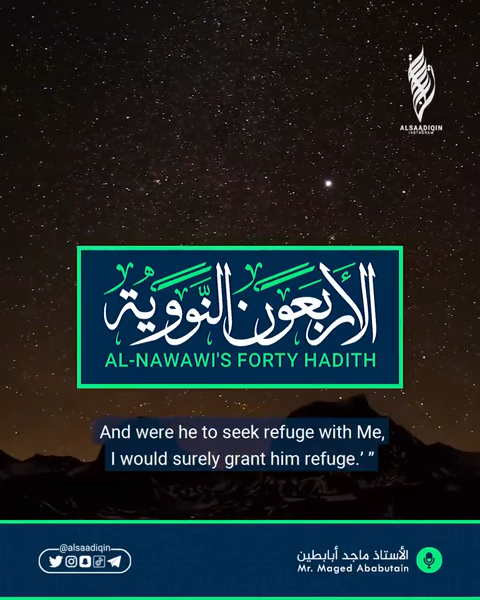 ALSAADIQIN
INSTAGRAM
الأربعون النووية
AL-NAWAWI'S FORTY HADITH
And were he to seek refuge with Me,
I would surely grant him refuge.’ ”
@alsaadiqin
الأستاذ ماجد أبابطين
Mr. Maged Ababutain